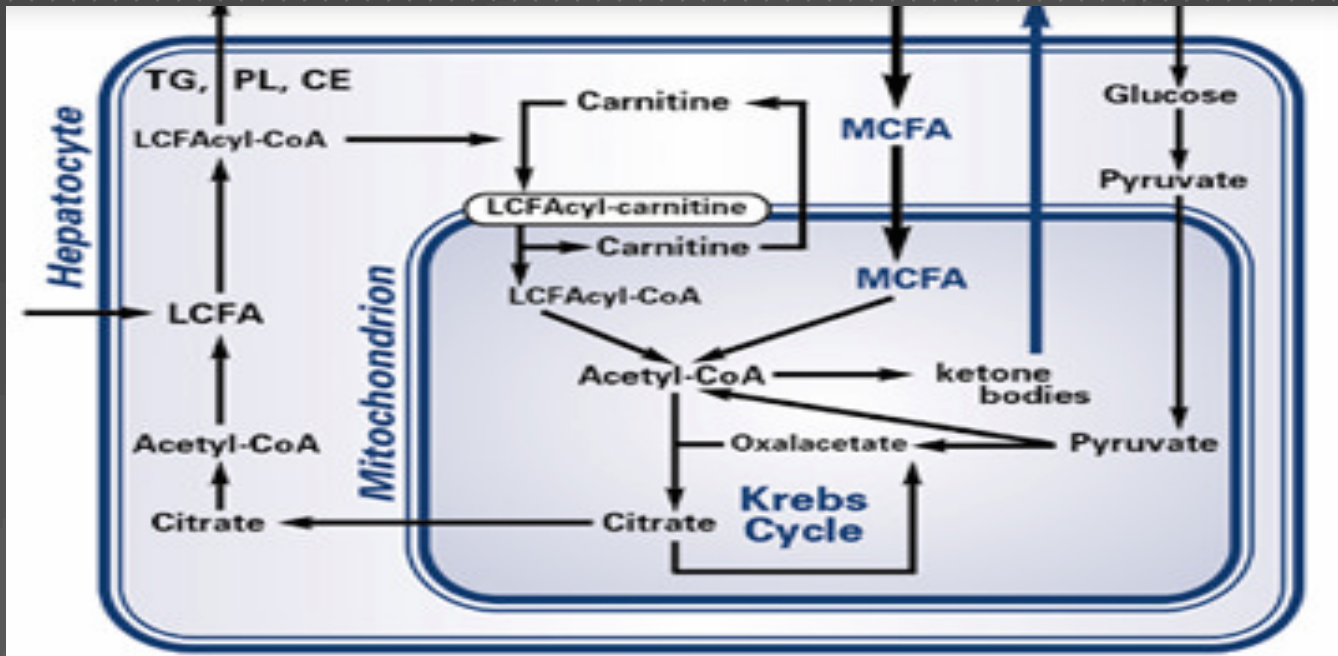 TG, PL, CE
Carnitine
Glucose
MCFA
LCFAcyl-CoA
Hepatocyte
Pyruvate
LCFAcyl-carnitine
Carnitine
MCFA
LCFAcyl-CoA
LCFA
Mitochondrion
Acetyl-CoA
ketone
bodies
Acetyl-CoA
Oxalacetate
Pyruvate
Krebs
Cycle
Citrate
Citrate